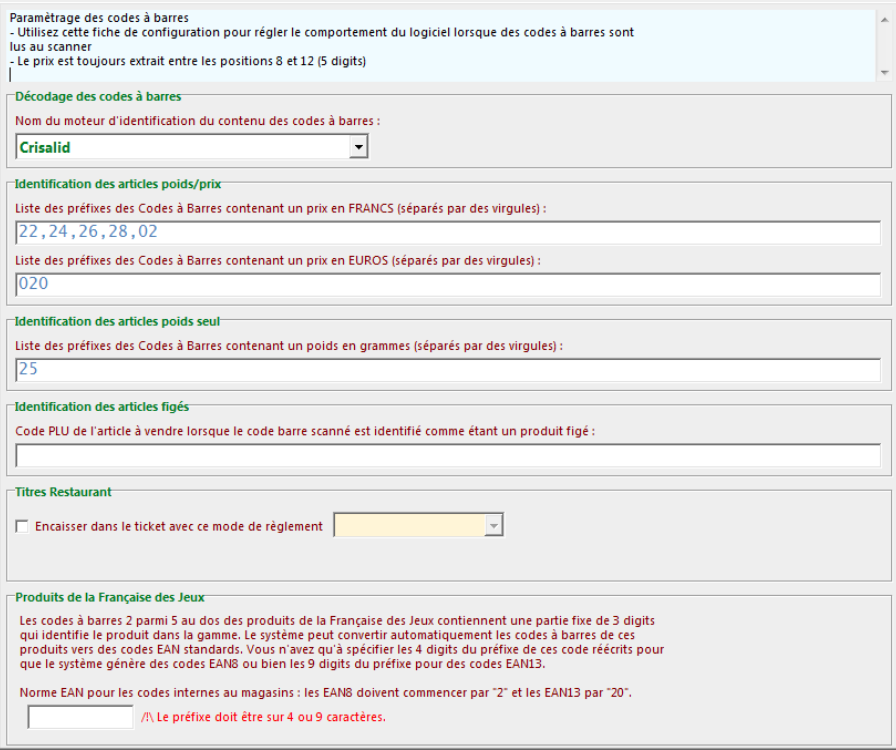 Paramètrage des codes à barres
- Utilisez cette fiche de configuration pour régler le comportement du logiciel lorsque des codes à barres sont
lus au scanner
- Le prix est toujours extrait entre les positions 8 et 12 (5 digits)
Décodage des codes à barres
Nom du moteur d'identification du contenu des codes à barres :
Crisalid
Identification des articles poids/prix
Liste des préfixes des Codes à Barres contenant un prix en FRANCS (séparés par des virgules) :
22,24,26,28,02
Liste des préfixes des Codes à Barres contenant un prix en EUROS (séparés par des virgules) :
020
Identification des articles poids seul
Liste des préfixes des Codes à Barres contenant un poids en grammes (séparés par des virgules) :
25
Identification des articles figés
Code PLU de l'article à vendre lorsque le code barre scanné est identifié comme étant un produit figé :
Titres Restaurant
Encaisser dans le ticket avec ce mode de règlement
Produits de la Française des Jeux
Les codes à barres 2 parmi 5 au dos des produits de la Française des Jeux contiennent une partie fixe de 3 digits
qui identifie le produit dans la gamme. Le système peut convertir automatiquement les codes à barres de ces
produits vers des codes EAN standards. Vous n'avez qu'à spécifier les 4 digits du préfixe de ces code réécrits pour
que le système génère des codes EAN8 ou bien les 9 digits du préfixe pour des codes EAN13.
Norme EAN pour les codes internes au magasins : les EAN8 doivent commencer par "2" et les EAN13 par "20".
/!\ Le préfixe doit être sur 4 ou 9 caractères.